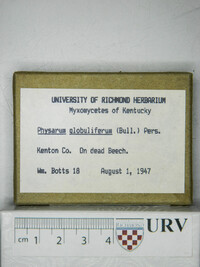 UNIVERSITY OF RICHMOND HERBARIUM
Myxomycetes of Kentucky
Physarum globuliferum (Bull.) Pers.
Kenton Co. On dead Beech.
Wm. Botts 18 August 1, 1947
cm 1 2 3 4 URV